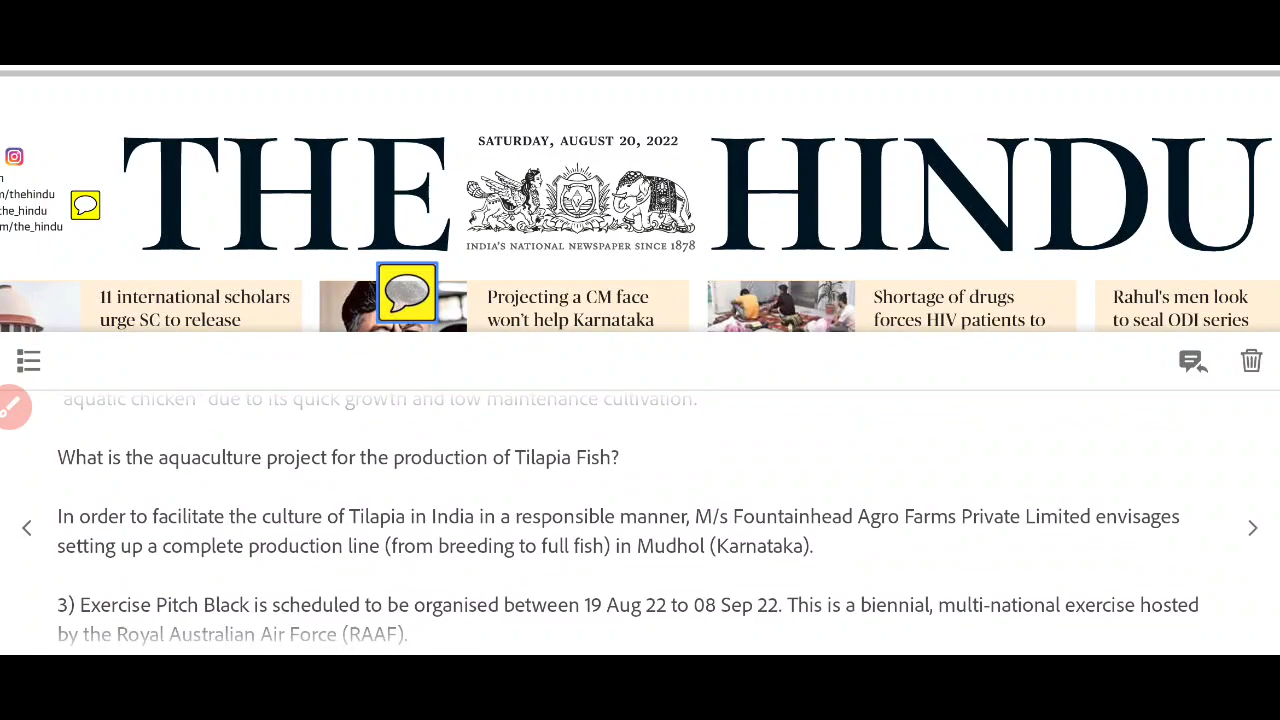 SATURDAY, AUGUST 20, 2022
THE HINDU
m/thehindu
the_hindu
m/the_hindu
INDIA'S NATIONAL NEWSPAPER SINCE 1878
11 international scholars
urge SC to release
Projecting a CM face
won't help Karnataka
Shortage of drugs
forces HIV patients to
Rahul's men look
to seal ODI series
"aquatic chicken" due to its quick growth and low maintenance cultivation.
What is the aquaculture project for the production of Tilapia Fish?
In order to facilitate the culture of Tilapia in India in a responsible manner, M/s Fountainhead Agro Farms Private Limited envisages
setting up a complete production line (from breeding to full fish) in Mudhol (Karnataka).
3) Exercise Pitch Black is scheduled to be organised between 19 Aug 22 to 08 Sep 22. This is a biennial, multi-national exercise hosted
by the Royal Australian Air Force (RAAF).